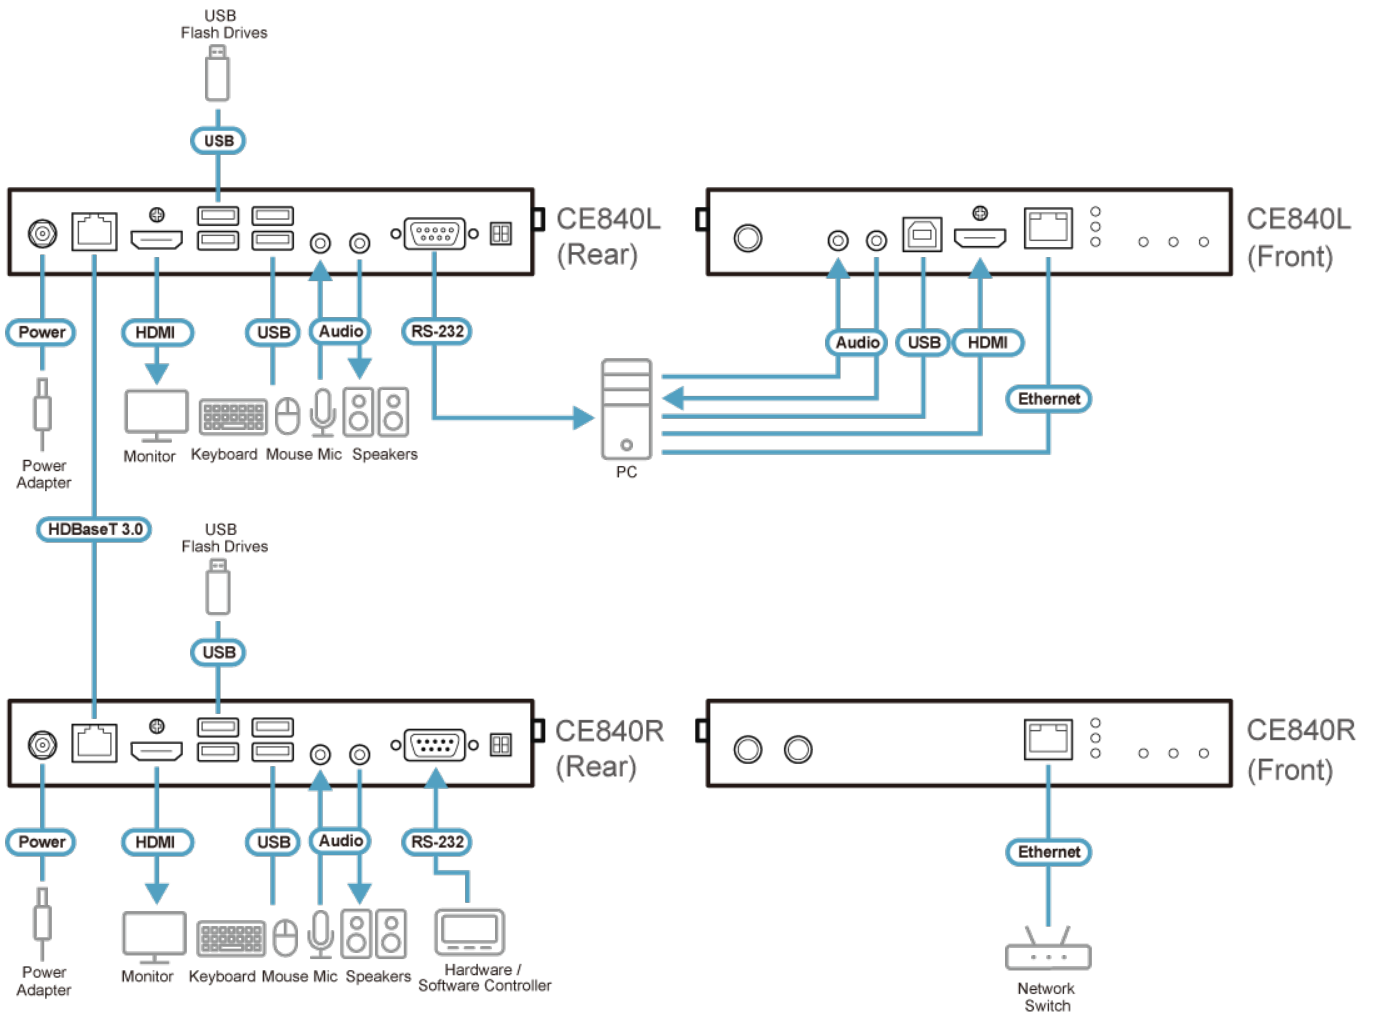 USB
Flash Drives
USB
CE840L
(Rear)
CE840L
(Front)
Power
HDMI
USB
Audio
RS-232
Audio
USB
HDMI
Ethernet
Power
Adapter
Monitor
Keyboard
Mouse
Mic
Speakers
PC
HDBaseT 3.0
USB
Flash Drives
USB
CE840R
(Rear)
CE840R
(Front)
Power
HDMI
USB
Audio
RS-232
Ethernet
Power
Adapter
Monitor
Keyboard
Mouse
Mic
Speakers
Hardware /
Software Controller
Network
Switch